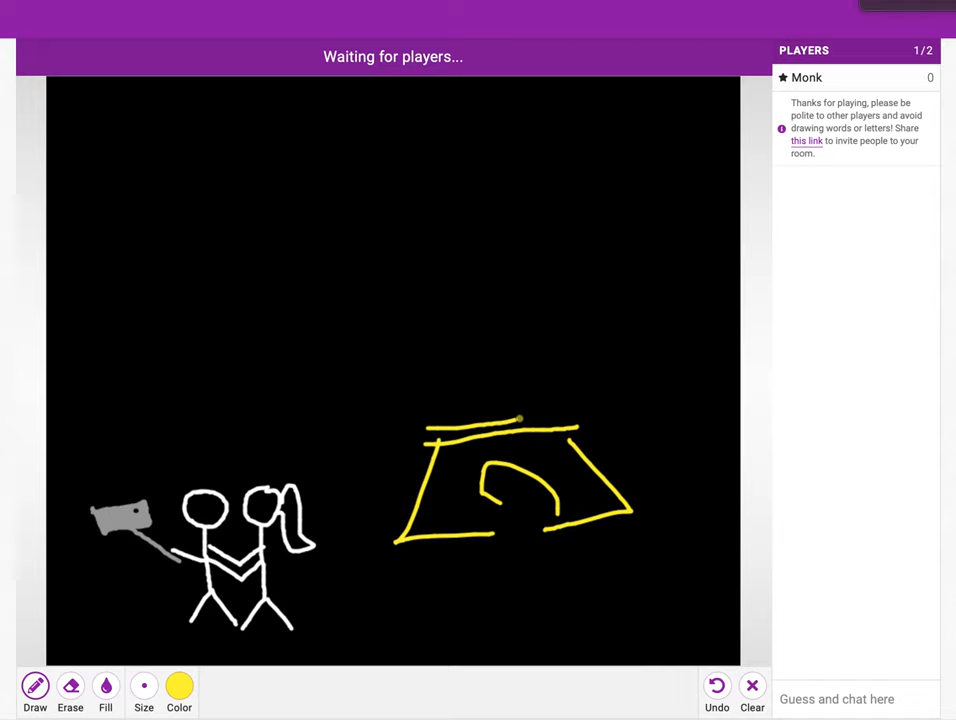 Waiting for players...
PLAYERS 1/2
Monk 0
Thanks for playing, please be
polite to other players and avoid
drawing words or letters! Share
this link to invite people to your
room.
Draw Erase Fill Size Color Undo Clear
Guess and chat here